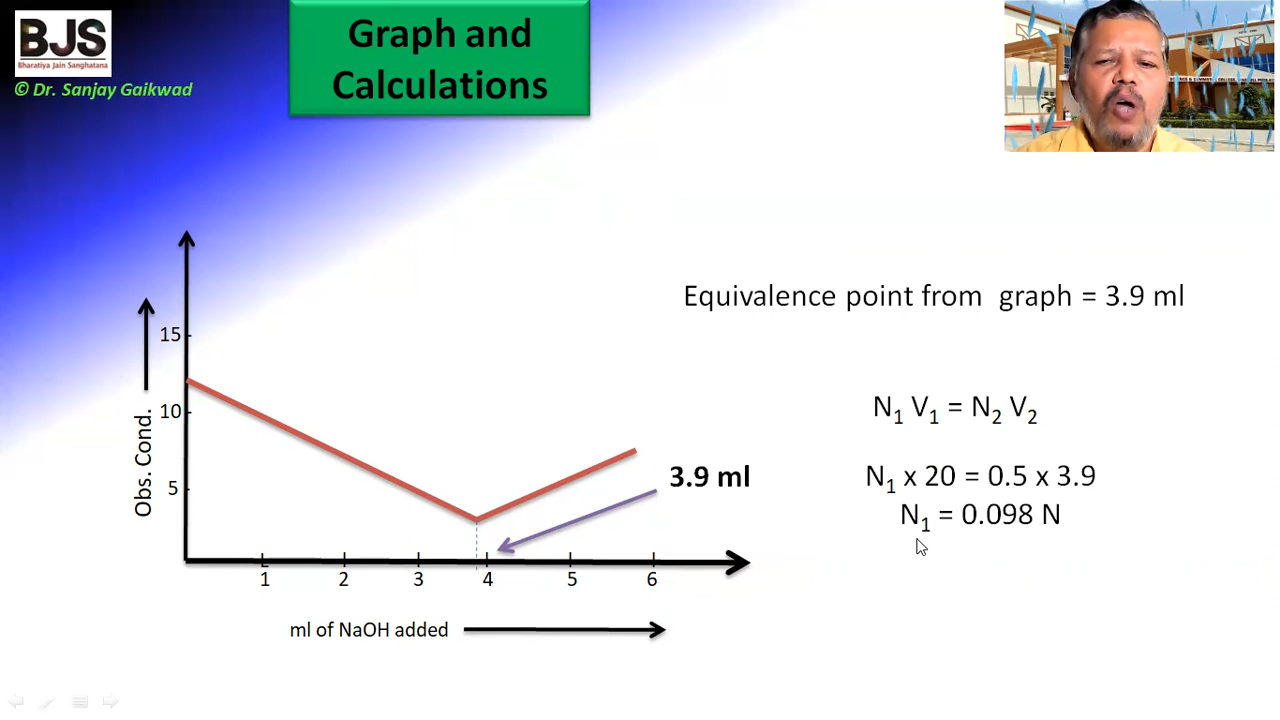 BJS
Bharatiya Jain Sanghatana
© Dr. Sanjay Gaikwad
Graph and
Calculations
Equivalence point from graph = 3.9 ml
N₁ V₁ = N₂ V₂
N₁ x 20 = 0.5 x 3.9
N₁ = 0.098 N
Obs. Cond.
15
10
5
3.9 ml
1 2 3 4 5 6
ml of NaOH added